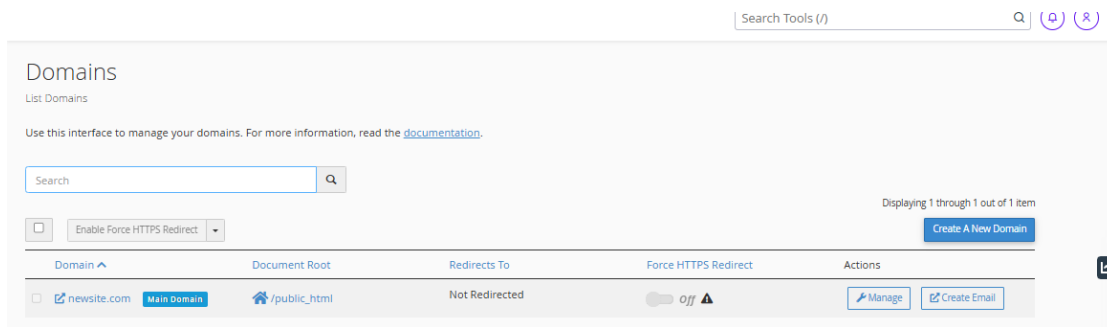 Search Tools (/)
Domains
List Domains
Use this interface to manage your domains. For more information, read the documentation.
Search
Displaying 1 through 1 out of 1 item
Enable Force HTTPS Redirect
Create A New Domain
Domain Document Root Redirects To Force HTTPS Redirect Actions
newsite.com Main Domain /public_html Not Redirected Off Manage Create Email